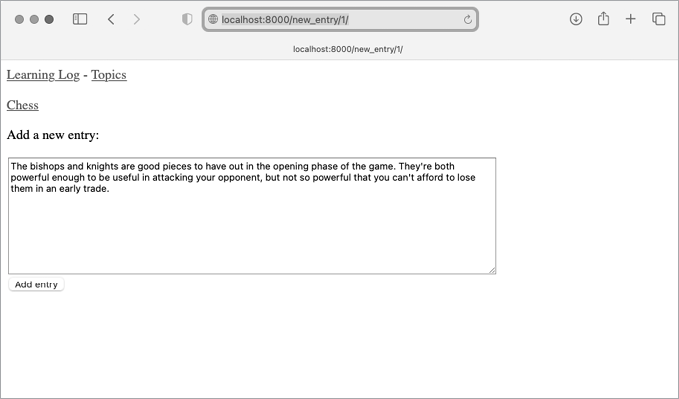 localhost:8000/new_entry/1/
localhost:8000/new_entry/1/
Learning Log - Topics
Chess
Add a new entry:
The bishops and knights are good pieces to have out in the opening phase of the game. They're both
powerful enough to be useful in attacking your opponent, but not so powerful that you can't afford to lose
them in an early trade.
Add entry